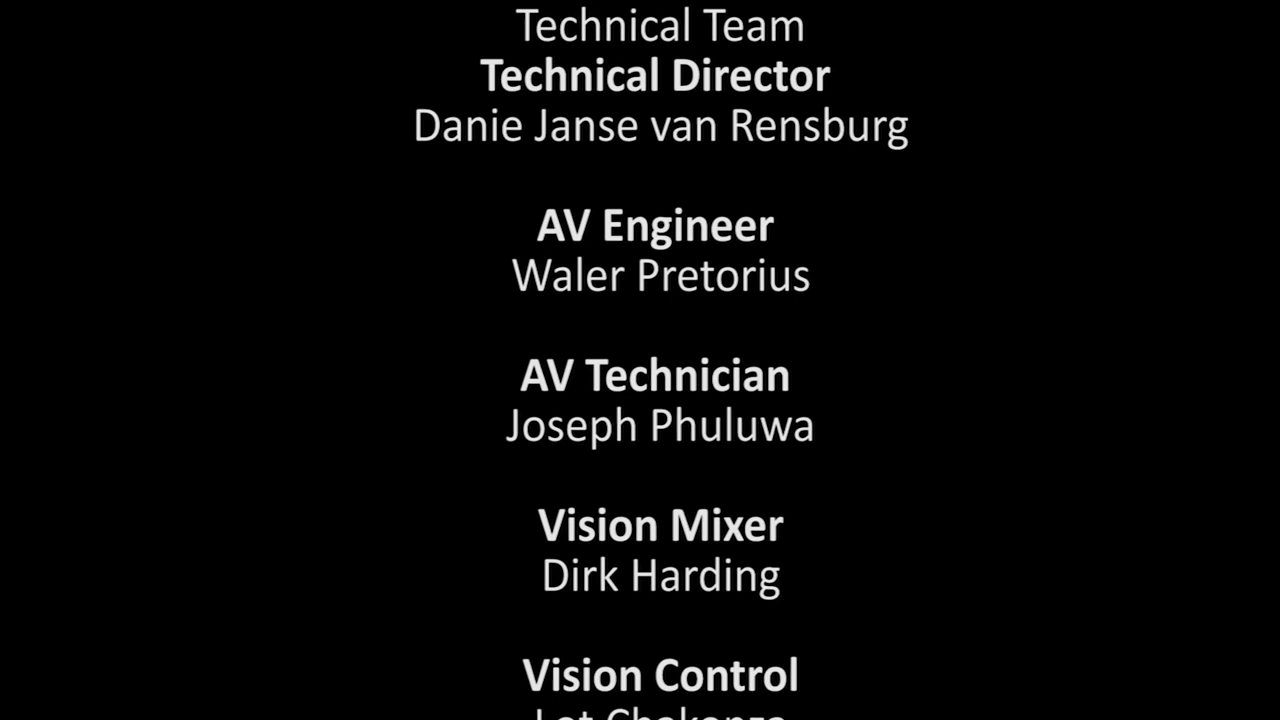 Technical Team
Technical Director
Danie Janse van Rensburg
AV Engineer
Waler Pretorius
AV Technician
Joseph Phuluwa
Vision Mixer
Dirk Harding
Vision Control